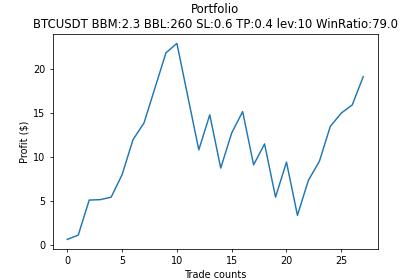 Portfolio
BTCUSDT BBM:2.3 BBL:260 SL:0.6 TP:0.4 lev:10 WinRatio:79.0
20
15
10
5
0
Profit ($)
0 5 10 15 20 25
Trade counts